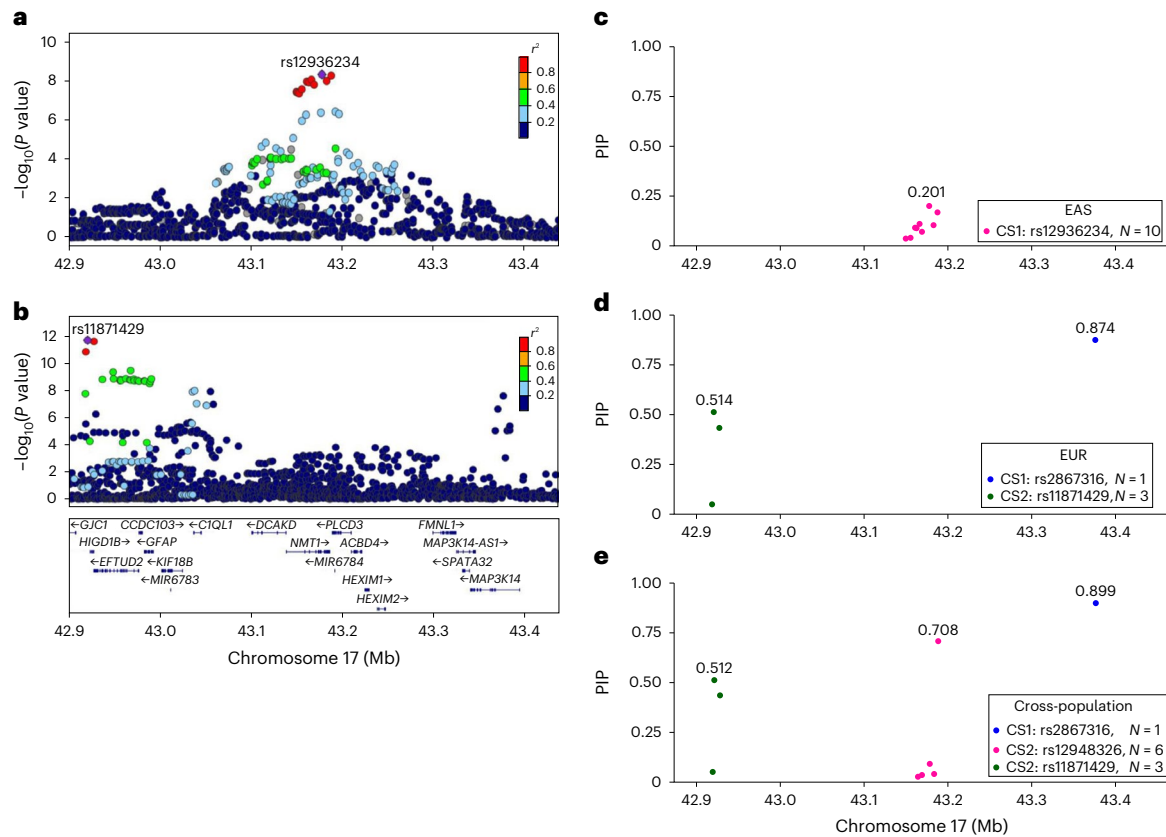 a
10
8
6
4
2
0
–log10(P value)
rs12936234
r2
0.8
0.6
0.4
0.2
42.9 43.0 43.1 43.2 43.3 43.4
b
12
10
8
6
4
2
0
–log10(P value)
rs11871429
r2
0.8
0.6
0.4
0.2
←GJC1 CCDC103→ ←C1QL1 ←DCAKD ←PLCD3 FMNL1→
HIGD1B→ ←GFAP NMT1→ ACBD4→ MAP3K14-AS1→
←EFTUD2 ←KIF18B ←MIR6784 ←SPATA32
←MIR6783 HEXIM1→ ←MAP3K14
HEXIM2→
42.9 43.0 43.1 43.2 43.3 43.4
Chromosome 17 (Mb)
c
1.00
0.75
0.50
0.25
0
PIP
0.201
EAS
CS1: rs12936234, N = 10
42.9 43.0 43.1 43.2 43.3 43.4
d
1.00
0.75
0.50
0.25
0
PIP
0.874
0.514
EUR
CS1: rs2867316, N = 1
CS2: rs11871429, N = 3
42.9 43.0 43.1 43.2 43.3 43.4
e
1.00
0.75
0.50
0.25
0
PIP
0.899
0.708
0.512
Cross-population
CS1: rs2867316, N = 1
CS2: rs12948326, N = 6
CS2: rs11871429, N = 3
42.9 43.0 43.1 43.2 43.3 43.4
Chromosome 17 (Mb)